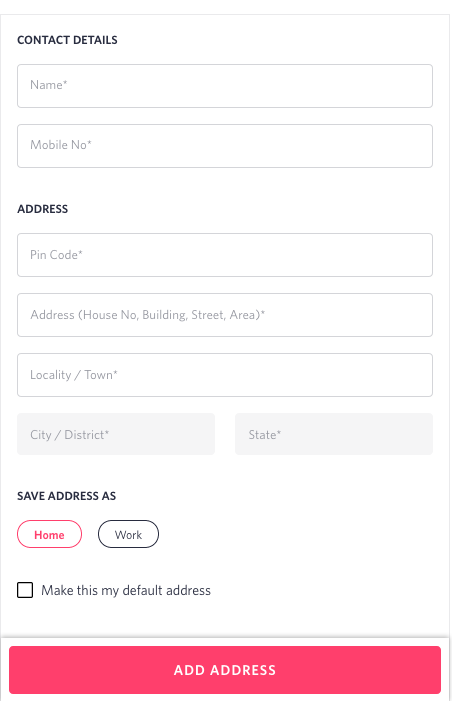 CONTACT DETAILS
Name*
Mobile No*
ADDRESS
Pin Code*
Address (House No, Building, Street, Area)*
Locality / Town*
City / District* State*
SAVE ADDRESS AS
Home Work
Make this my default address
ADD ADDRESS